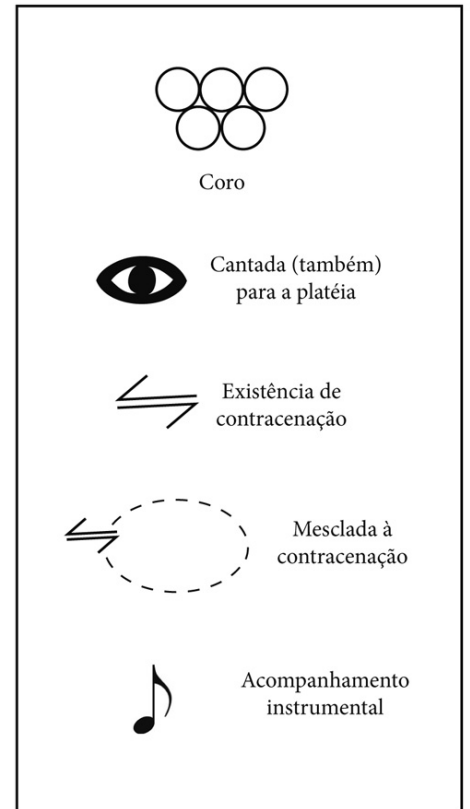 Coro
Cantada (também)
para a platéia
Existência de
contracenação
Mesclada à
contracenação
Acompanhamento
instrumental